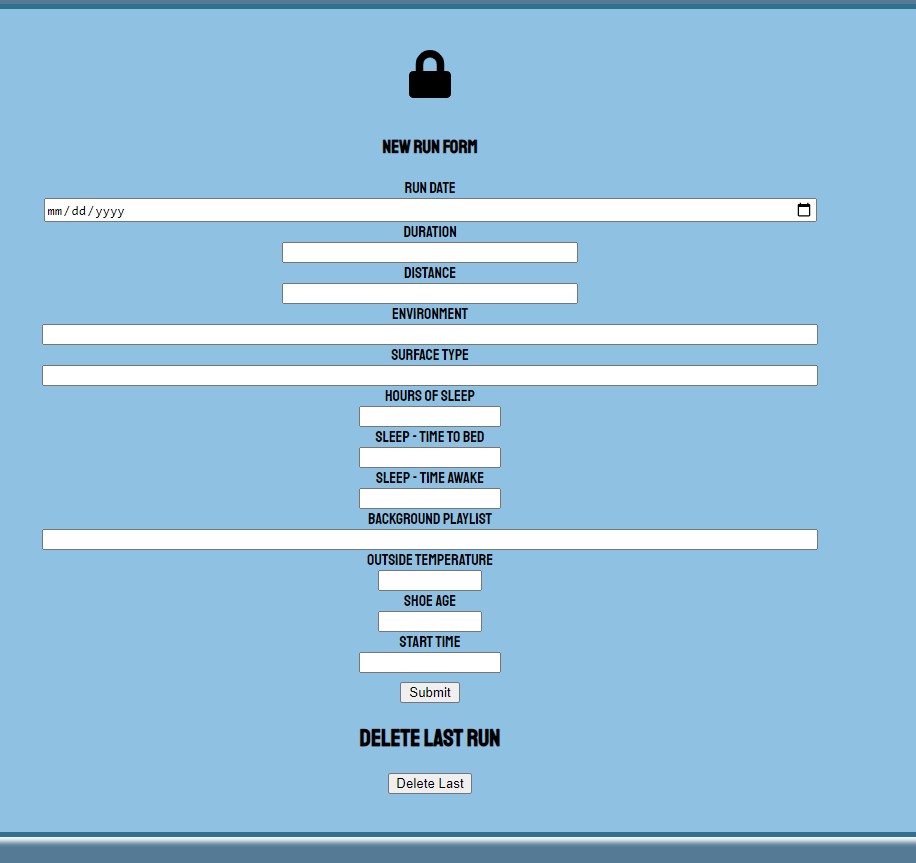 NEW RUN FORM
RUN DATE
mm/dd/yyyy
DURATION
DISTANCE
ENVIRONMENT
SURFACE TYPE
HOURS OF SLEEP
SLEEP - TIME TO BED
SLEEP - TIME AWAKE
BACKGROUND PLAYLIST
OUTSIDE TEMPERATURE
SHOE AGE
START TIME
Submit
DELETE LAST RUN
Delete Last